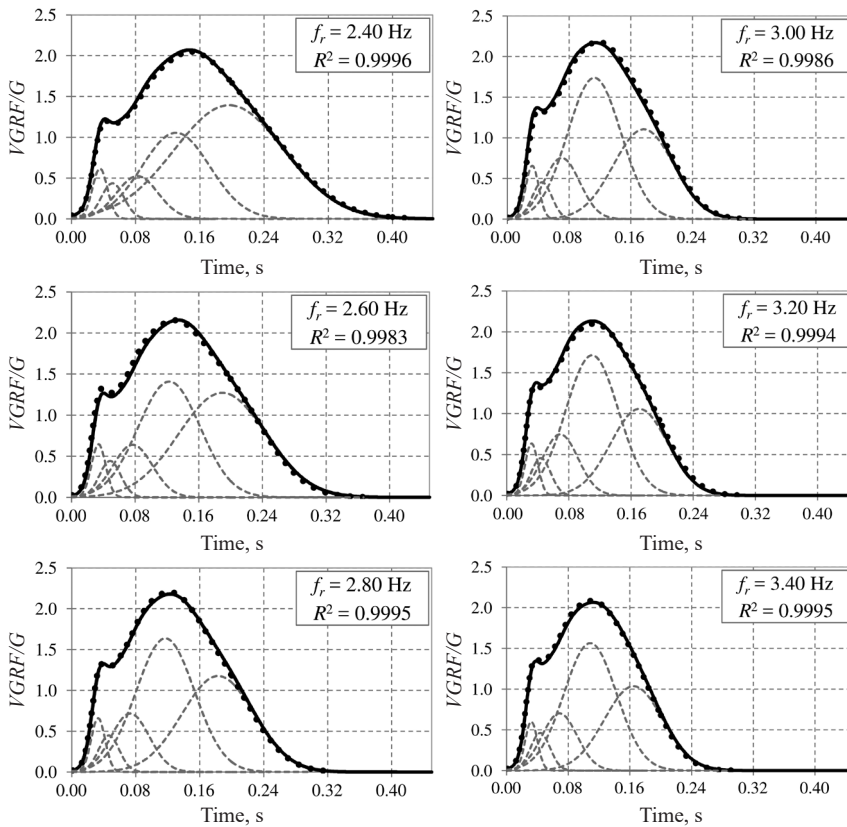 f_r = 2.40 Hz
R² = 0.9996
VGRF/G
2.5
2.0
1.5
1.0
0.5
0.0
0.00 0.08 0.16 0.24 0.32 0.40
Time, s
f_r = 3.00 Hz
R² = 0.9986
VGRF/G
2.5
2.0
1.5
1.0
0.5
0.0
0.00 0.08 0.16 0.24 0.32 0.40
Time, s
f_r = 2.60 Hz
R² = 0.9983
VGRF/G
2.5
2.0
1.5
1.0
0.5
0.0
0.00 0.08 0.16 0.24 0.32 0.40
Time, s
f_r = 3.20 Hz
R² = 0.9994
VGRF/G
2.5
2.0
1.5
1.0
0.5
0.0
0.00 0.08 0.16 0.24 0.32 0.40
Time, s
f_r = 2.80 Hz
R² = 0.9995
VGRF/G
2.5
2.0
1.5
1.0
0.5
0.0
0.00 0.08 0.16 0.24 0.32 0.40
Time, s
f_r = 3.40 Hz
R² = 0.9995
VGRF/G
2.5
2.0
1.5
1.0
0.5
0.0
0.00 0.08 0.16 0.24 0.32 0.40
Time, s